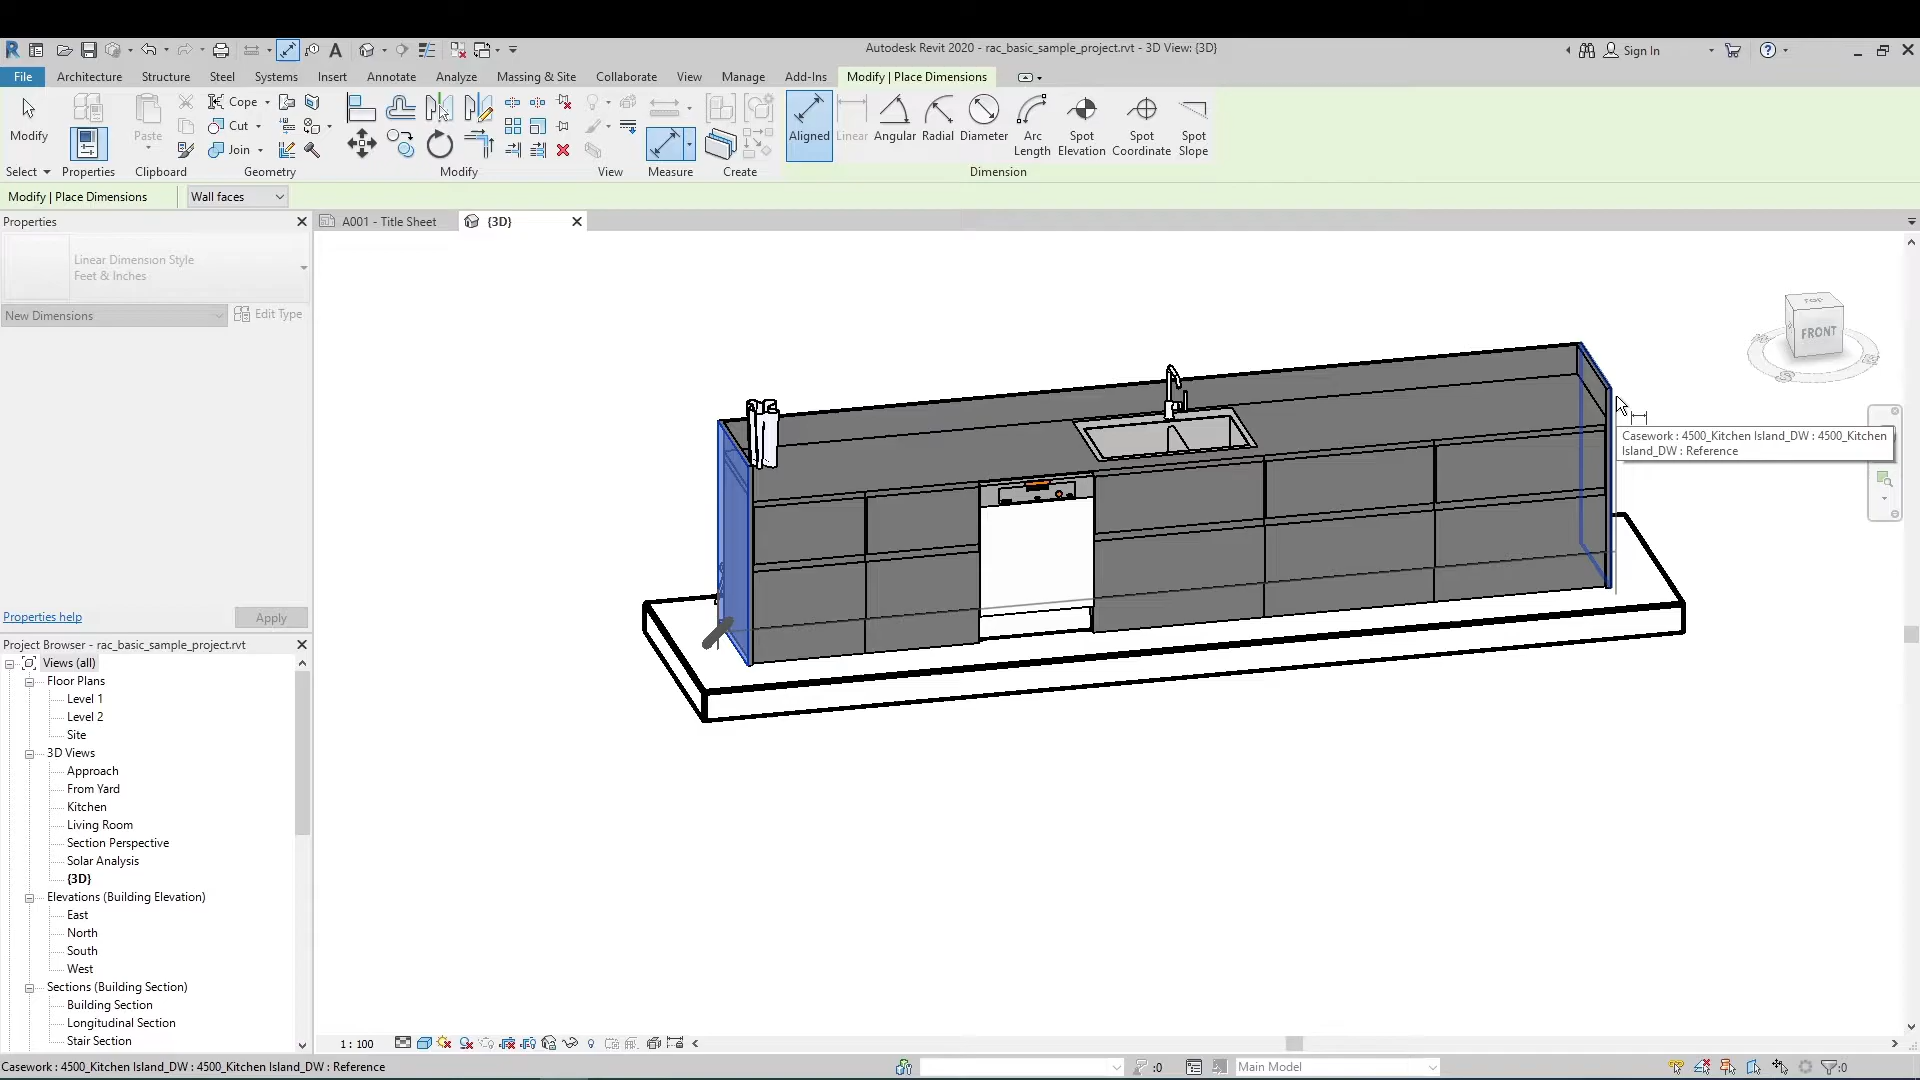 Autodesk Revit 2020 - rac_basic_sample_project.rvt - 3D View: {3D}
Sign In
File Architecture Structure Steel Systems Insert Annotate Analyze Massing & Site Collaborate View Manage Add-Ins Modify | Place Dimensions
Modify
Paste
Cope
Cut
Join
Aligned Linear Angular Radial Diameter Arc Length Spot Elevation Spot Coordinate Spot Slope
Select Properties Clipboard Geometry Modify View Measure Create Dimension
Modify | Place Dimensions Wall faces
Properties
A001 - Title Sheet {3D}
Linear Dimension Style
Feet & Inches
New Dimensions Edit Type
TOP
FRONT
Casework : 4500_Kitchen Island_DW : 4500_Kitchen
Island_DW : Reference
Properties help Apply
Project Browser - rac_basic_sample_project.rvt
Views (all)
Floor Plans
Level 1
Level 2
Site
3D Views
Approach
From Yard
Kitchen
Living Room
Section Perspective
Solar Analysis
{3D}
Elevations (Building Elevation)
East
North
South
West
Sections (Building Section)
Building Section
Longitudinal Section
Stair Section
1 : 100
Casework : 4500_Kitchen Island_DW : 4500_Kitchen Island_DW : Reference
:0
Main Model
:0